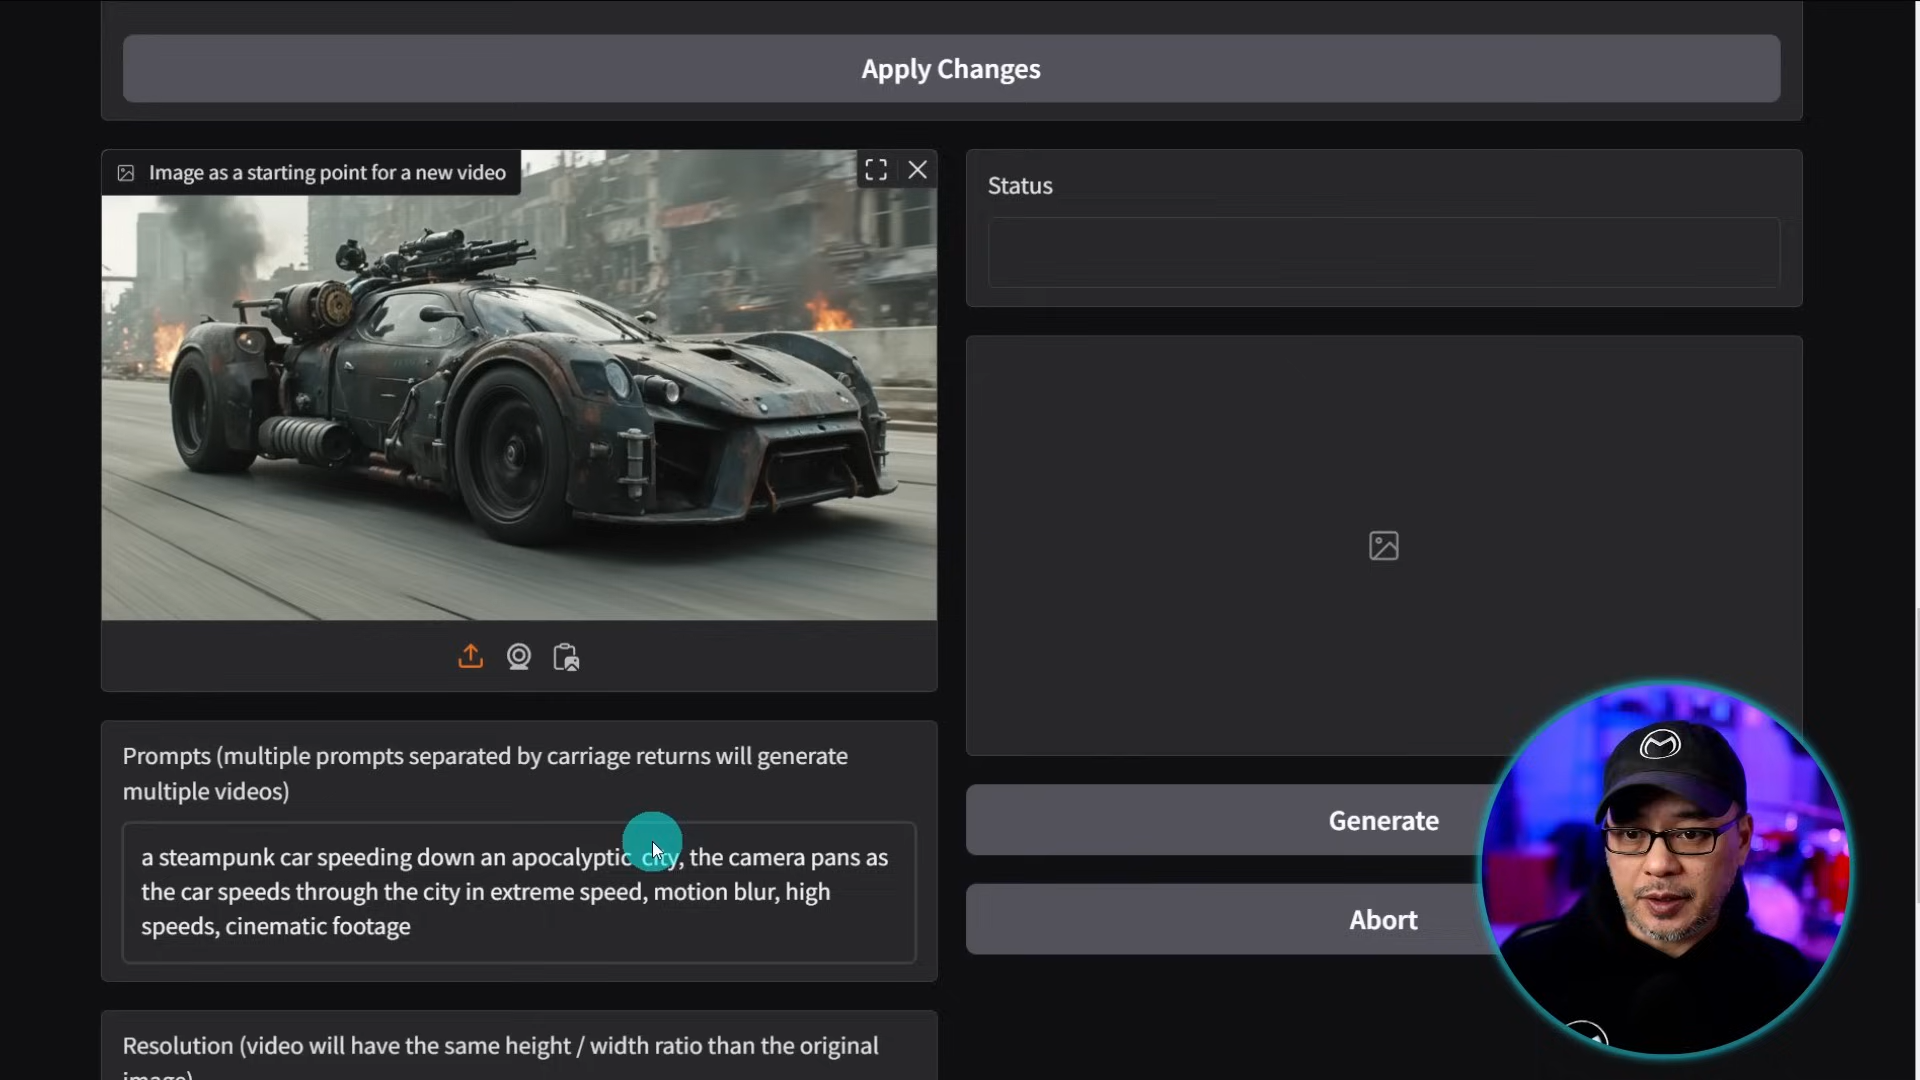 Apply Changes
Image as a starting point for a new video
Status
Prompts (multiple prompts separated by carriage returns will generate
multiple videos)
a steampunk car speeding down an apocalyptic city, the camera pans as
the car speeds through the city in extreme speed, motion blur, high
speeds, cinematic footage
Generate
Abort
Resolution (video will have the same height / width ratio than the original
image)